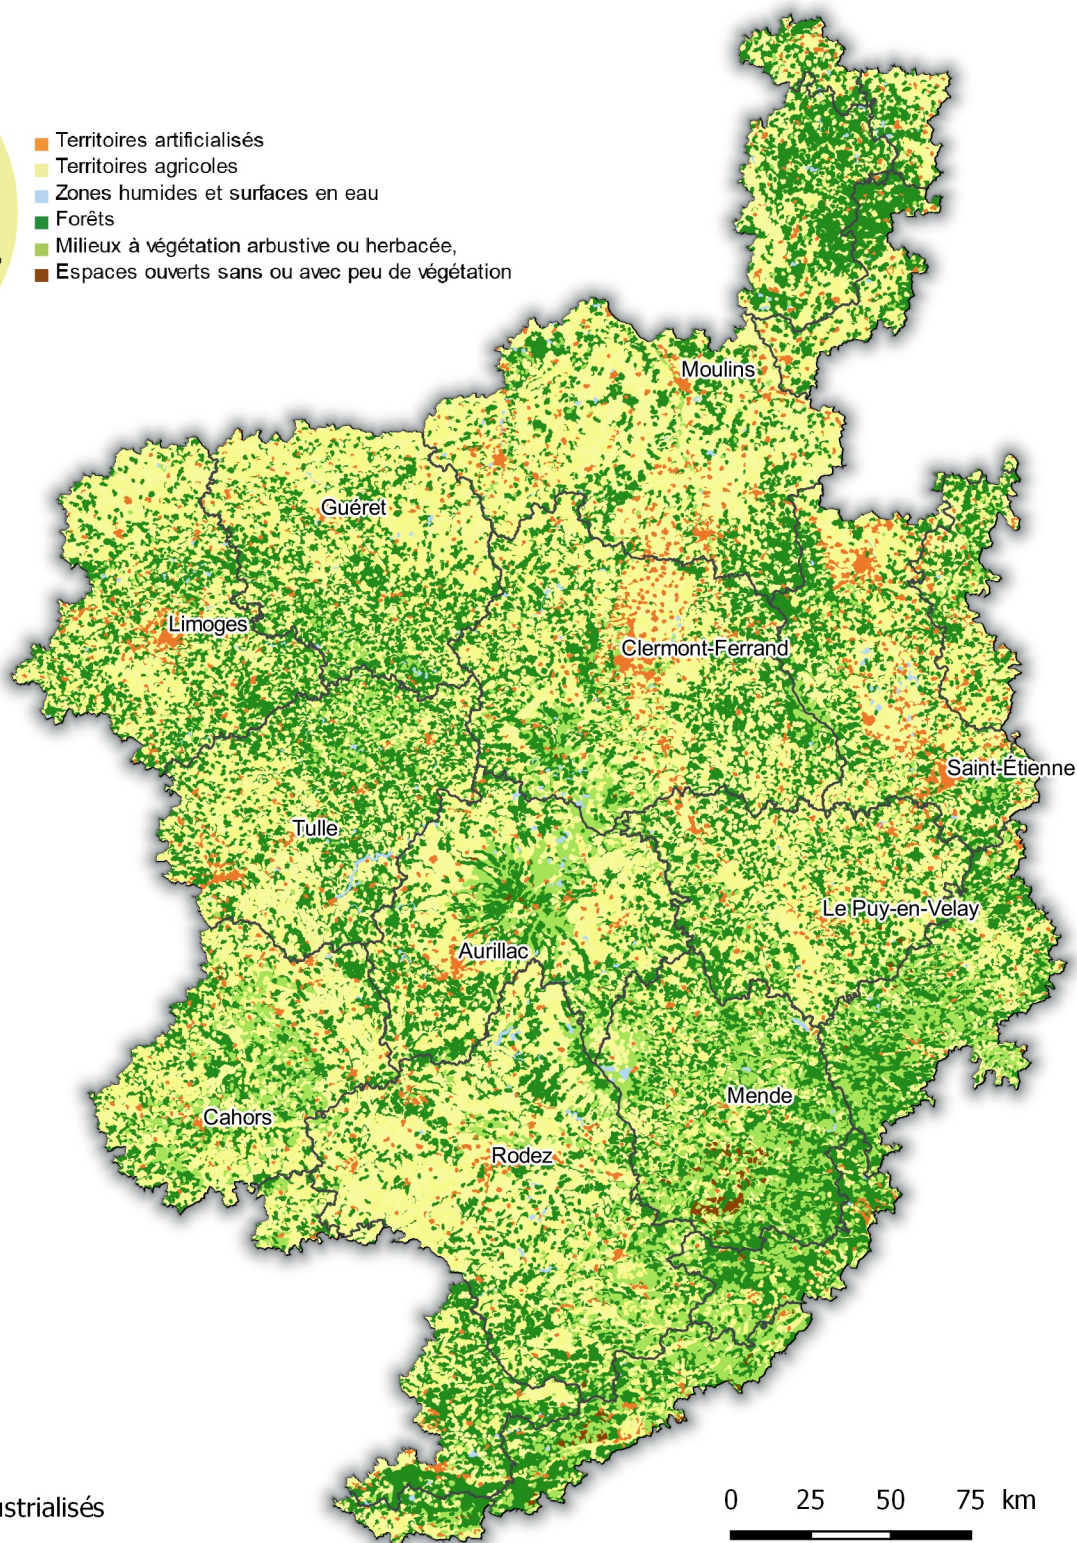 Territoires artificialisés
Territoires agricoles
Zones humides et surfaces en eau
Forêts
Milieux à végétation arbustive ou herbacée,
Espaces ouverts sans ou avec peu de végétation
Moulins
Guéret
Limoges
Clermont-Ferrand
Saint-Étienne
Tulle
Le Puy-en-Velay
Aurillac
Mende
Cahors
Rodez
ustrialisés
0 25 50 75 km